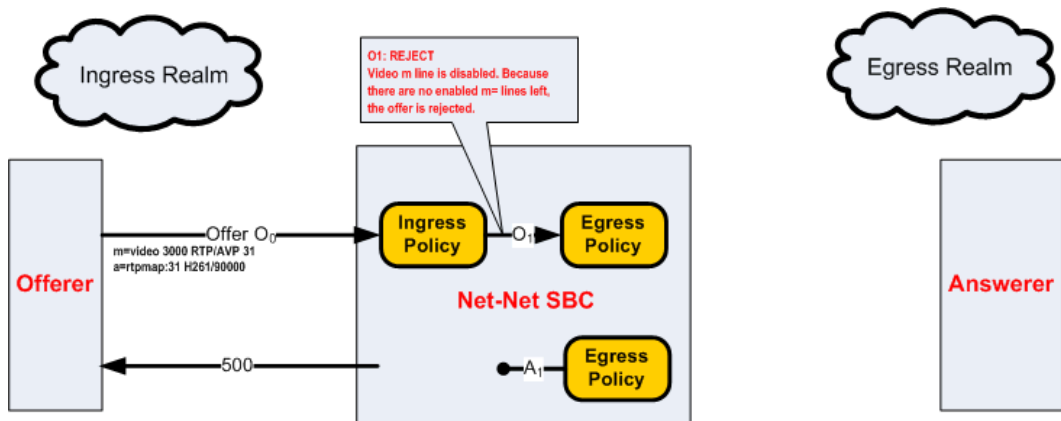 Ingress Realm
Egress Realm
O1: REJECT
Video m line is disabled. Because
there are no enabled m= lines left,
the offer is rejected.
Offerer
Offer O0
m=video 3000 RTP/AVP 31
a=rtpmap:31 H261/90000
Ingress
Policy
O1
Egress
Policy
Net-Net SBC
Answerer
500
A1
Egress
Policy